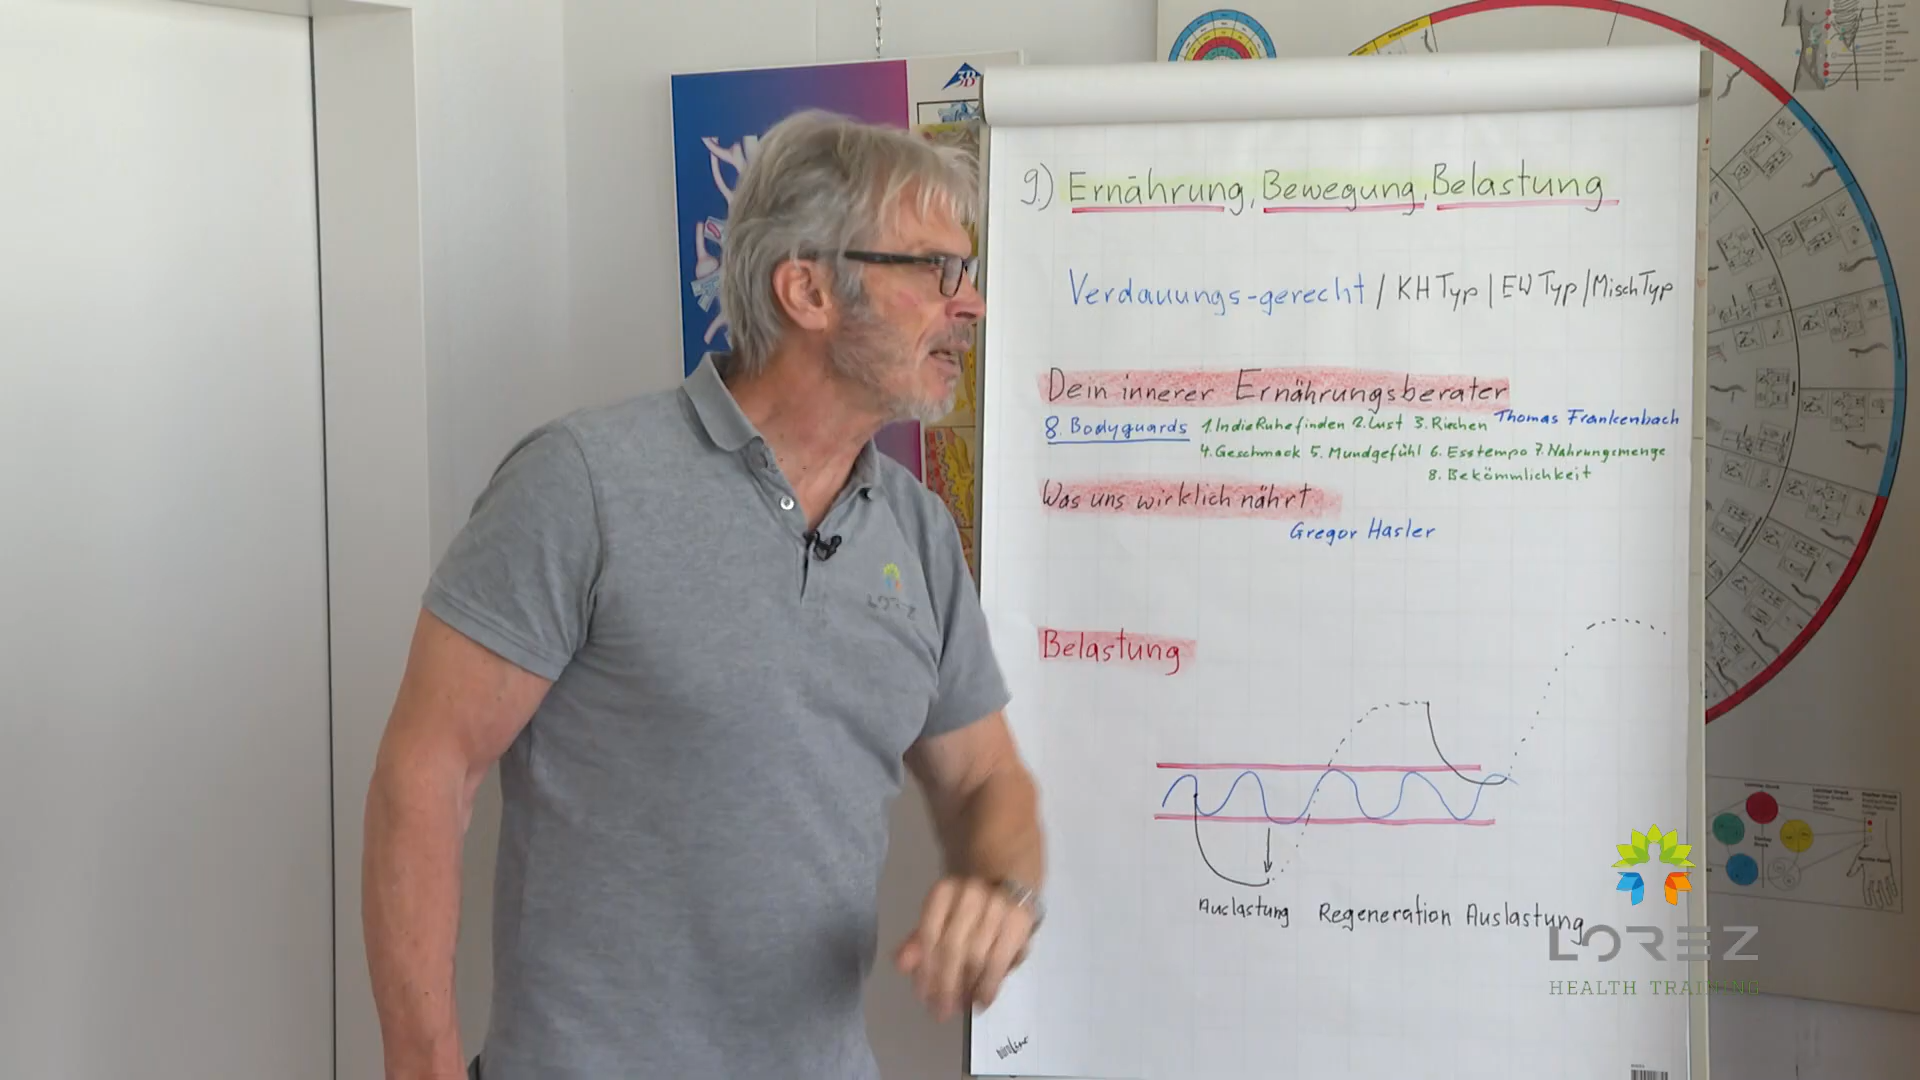 3B
9.) Ernährung, Bewegung, Belastung
Verdauungs-gerecht / KH Typ | EW Typ / Misch Typ
Dein innerer Ernährungsberater
Thomas Frankenbach
8. Bodyguards 1. In die Ruhe finden 2. Lust 3. Riechen
4. Geschmack 5. Mundgefühl 6. Esstempo 7. Nahrungsmenge
8. Bekömmlichkeit
Was uns wirklich nährt
Gregor Hasler
Belastung
Auslastung Regeneration Auslastung
LOREZ
LOREZ
HEALTH TRAINING